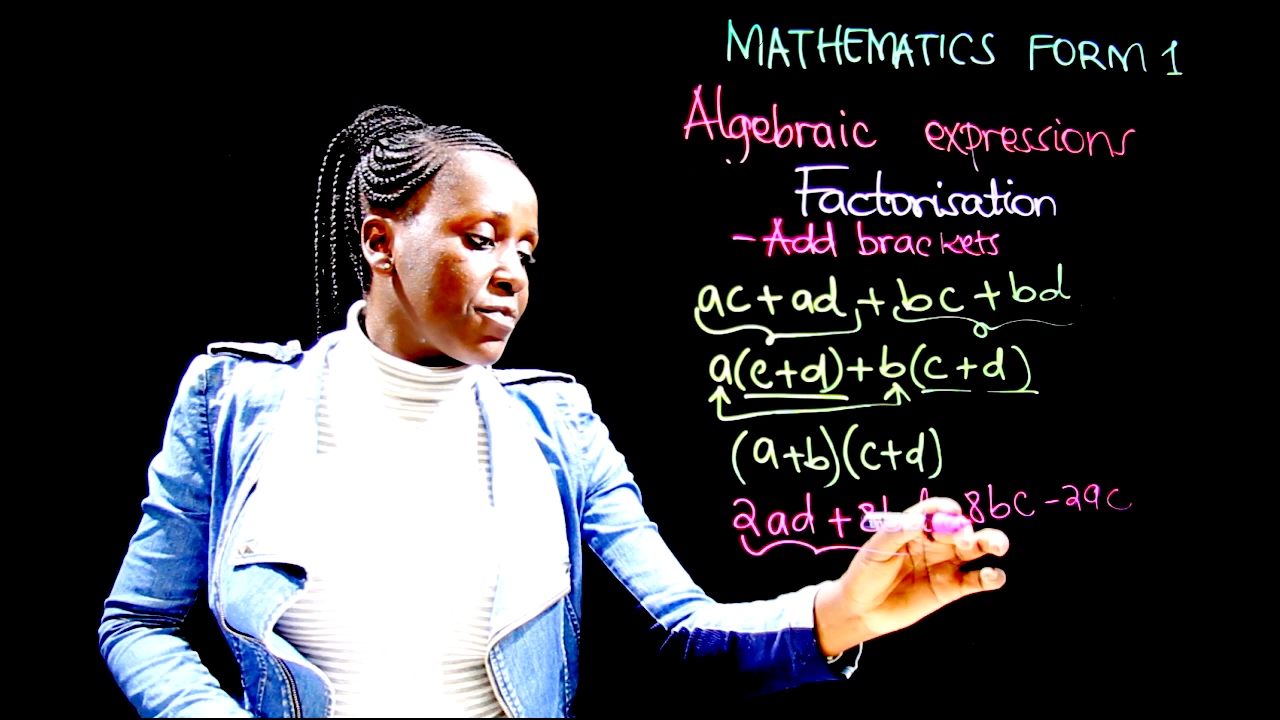 MATHEMATICS FORM 1
Algebraic expressions
Factorisation
- Add brackets
ac + ad + bc + bd
a(c+d) + b(c+d)
(a+b)(c+d)
2ad + 8bc - 2ac